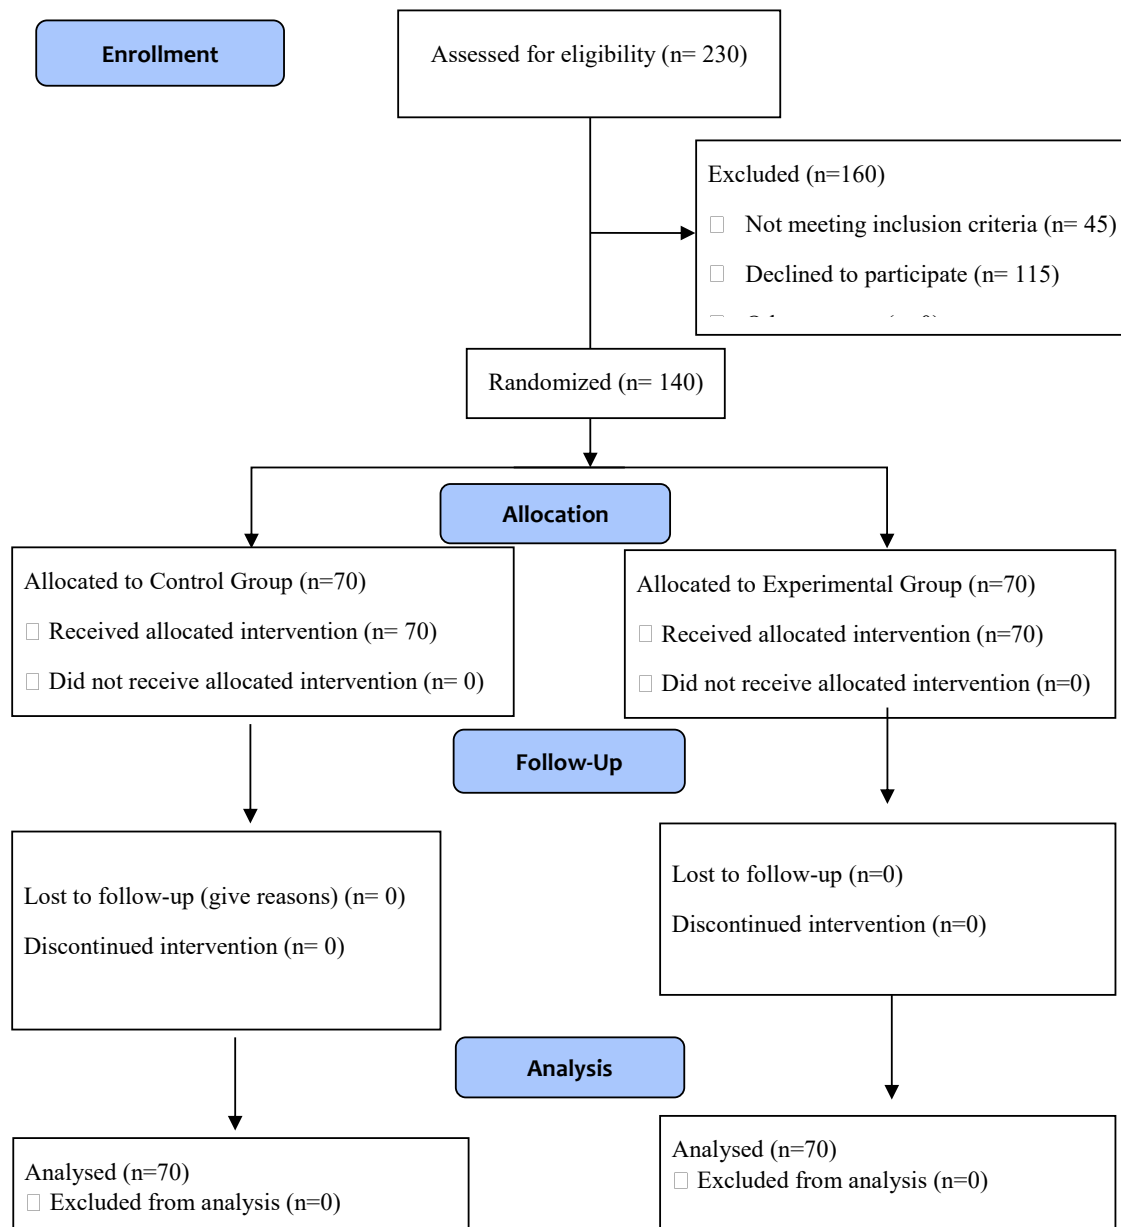 Enrollment
Assessed for eligibility (n= 230)
Excluded (n=160)
Not meeting inclusion criteria (n= 45)
Declined to participate (n= 115)
Randomized (n= 140)
Allocation
Allocated to Control Group (n=70)
Received allocated intervention (n= 70)
Did not receive allocated intervention (n= 0)
Allocated to Experimental Group (n=70)
Received allocated intervention (n=70)
Did not receive allocated intervention (n=0)
Follow-Up
Lost to follow-up (give reasons) (n= 0)
Discontinued intervention (n= 0)
Lost to follow-up (n=0)
Discontinued intervention (n=0)
Analysis
Analysed (n=70)
Excluded from analysis (n=0)
Analysed (n=70)
Excluded from analysis (n=0)